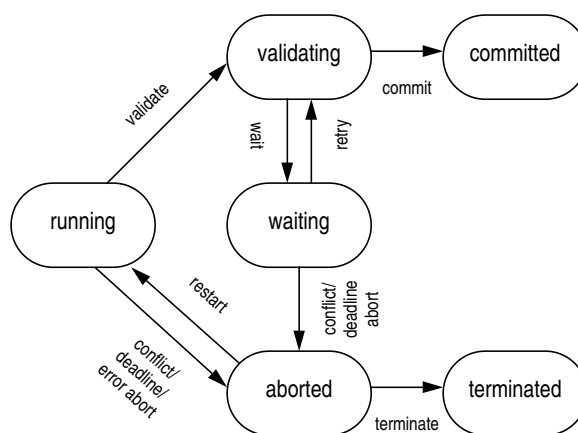 validating
committed
commit
validate
wait
retry
running
waiting
restart
conflict/
deadline
abort
conflict/
deadline/
error abort
aborted
terminated
terminate